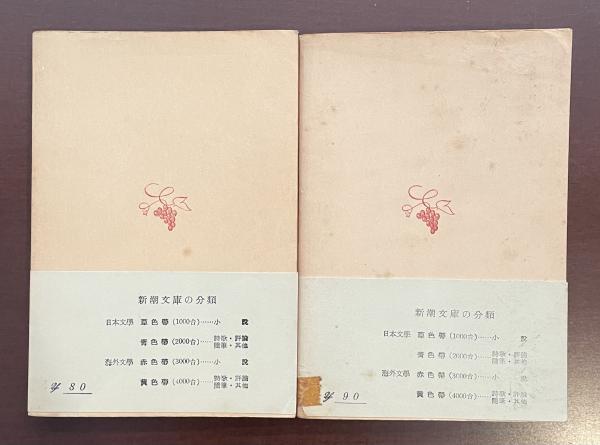 新潮文庫の分類
日本文學 草色帶(1000台)……小 說
靑色帶(2000台)……詩歌・評論 隨筆・其他
海外文學 赤色帶(3000台)……小 說
黃色帶(4000台)……詩歌・評論 隨筆・其他
¥ 80
新潮文庫の分類
日本文學 草色帶(1000台)……小 說
靑色帶(2000台)……詩歌・評論 隨筆・其他
海外文學 赤色帶(3000台)……小 說
黃色帶(4000台)……詩歌・評論 隨筆・其他
¥ 90